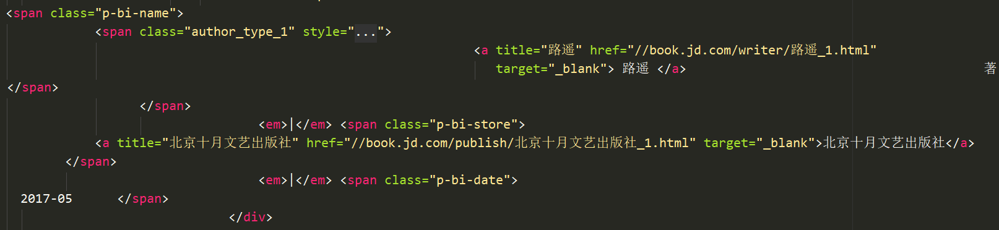 <span class="p-bi-name">
<span class="author_type_1" style="...">
<a title="路遥" href="//book.jd.com/writer/路遥_1.html"
target="_blank"> 路遥 </a> 著
</span>
</span>
<em>|</em> <span class="p-bi-store">
<a title="北京十月文艺出版社" href="//book.jd.com/publish/北京十月文艺出版社_1.html" target="_blank">北京十月文艺出版社</a>
</span>
<em>|</em> <span class="p-bi-date">
2017-05 </span>
</div>